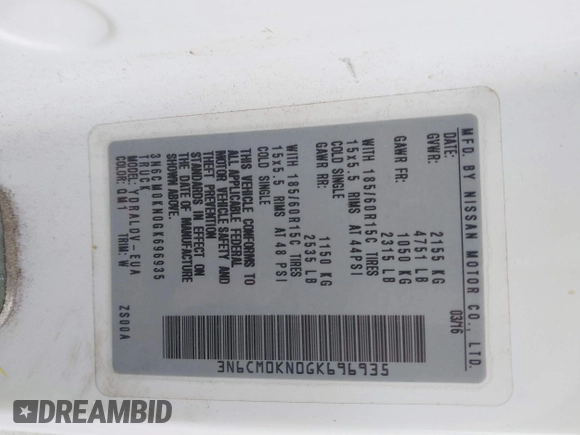 MFD. BY NISSAN MOTOR CO., LTD.
DATE: 03/16
GVWR: 2155 KG
4751 LB
GAWR FR: 1050 KG
2315 LB
WITH 185/60R15C TIRES
15x5.5 RIMS AT 44PSI
COLD SINGLE
GAWR RR: 1150 KG
2535 LB
WITH 185/60R15C TIRES
15x5.5 RIMS AT 48 PSI
COLD SINGLE
THIS VEHICLE CONFORMS TO
ALL APPLICABLE FEDERAL
MOTOR VEHICLE SAFETY AND
THEFT PREVENTION
STANDARDS IN EFFECT ON
THE DATE OF MANUFACTURE
SHOWN ABOVE.
TRUCK
3N6CM0KN0GK696935
MODEL: YDRALQV-EUA
COLOR: QM1 TRIM: W
ZS00A
3N6CM0KN0GK696935
DREAMBID